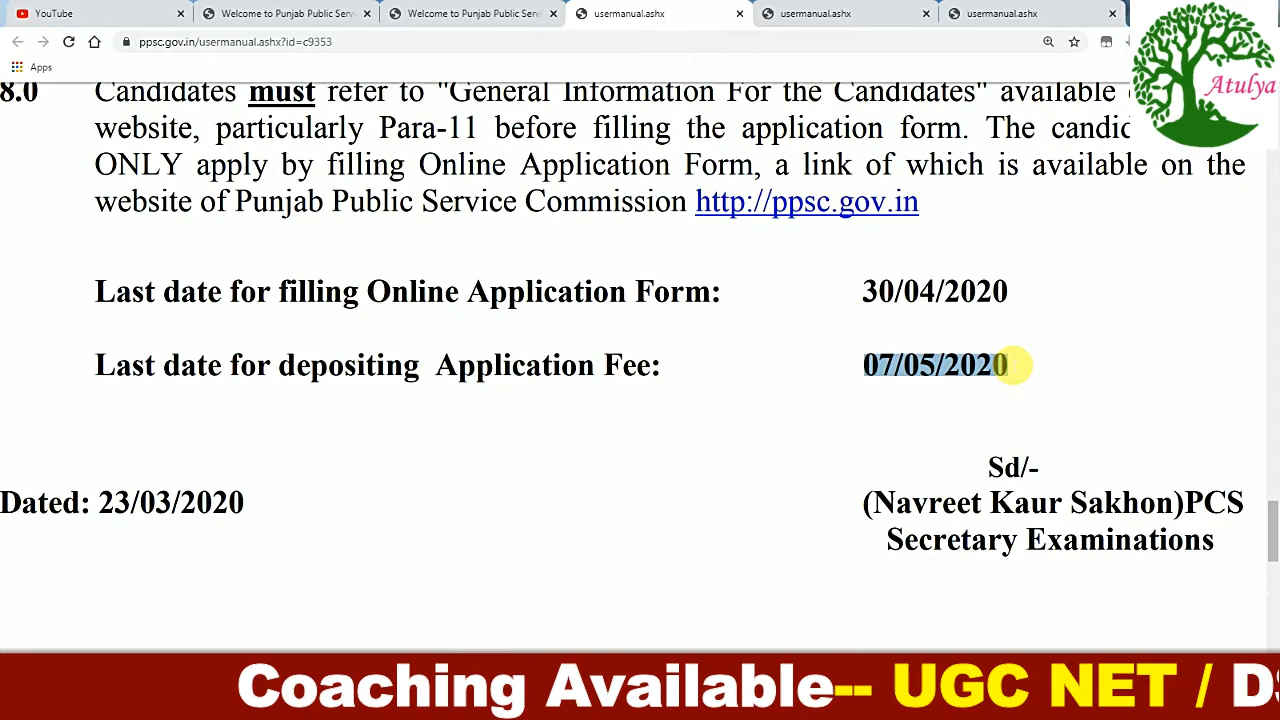 YouTube
Welcome to Punjab Public Serv
Welcome to Punjab Public Servic
usermanual.ashx
usermanual.ashx
usermanual.ashx
ppsc.gov.in/usermanual.ashx?id=c9353
Apps
Atulya
8.0 Candidates must refer to "General Information For the Candidates" available
website, particularly Para-11 before filling the application form. The
ONLY apply by filling Online Application Form, a link of which is available on the
website of Punjab Public Service Commission http://ppsc.gov.in
Last date for filling Online Application Form: 30/04/2020
Last date for depositing Application Fee: 07/05/2020
Sd/-
Dated: 23/03/2020 (Navreet Kaur Sakhon)PCS
Secretary Examinations
Coaching Available-- UGC NET / DS